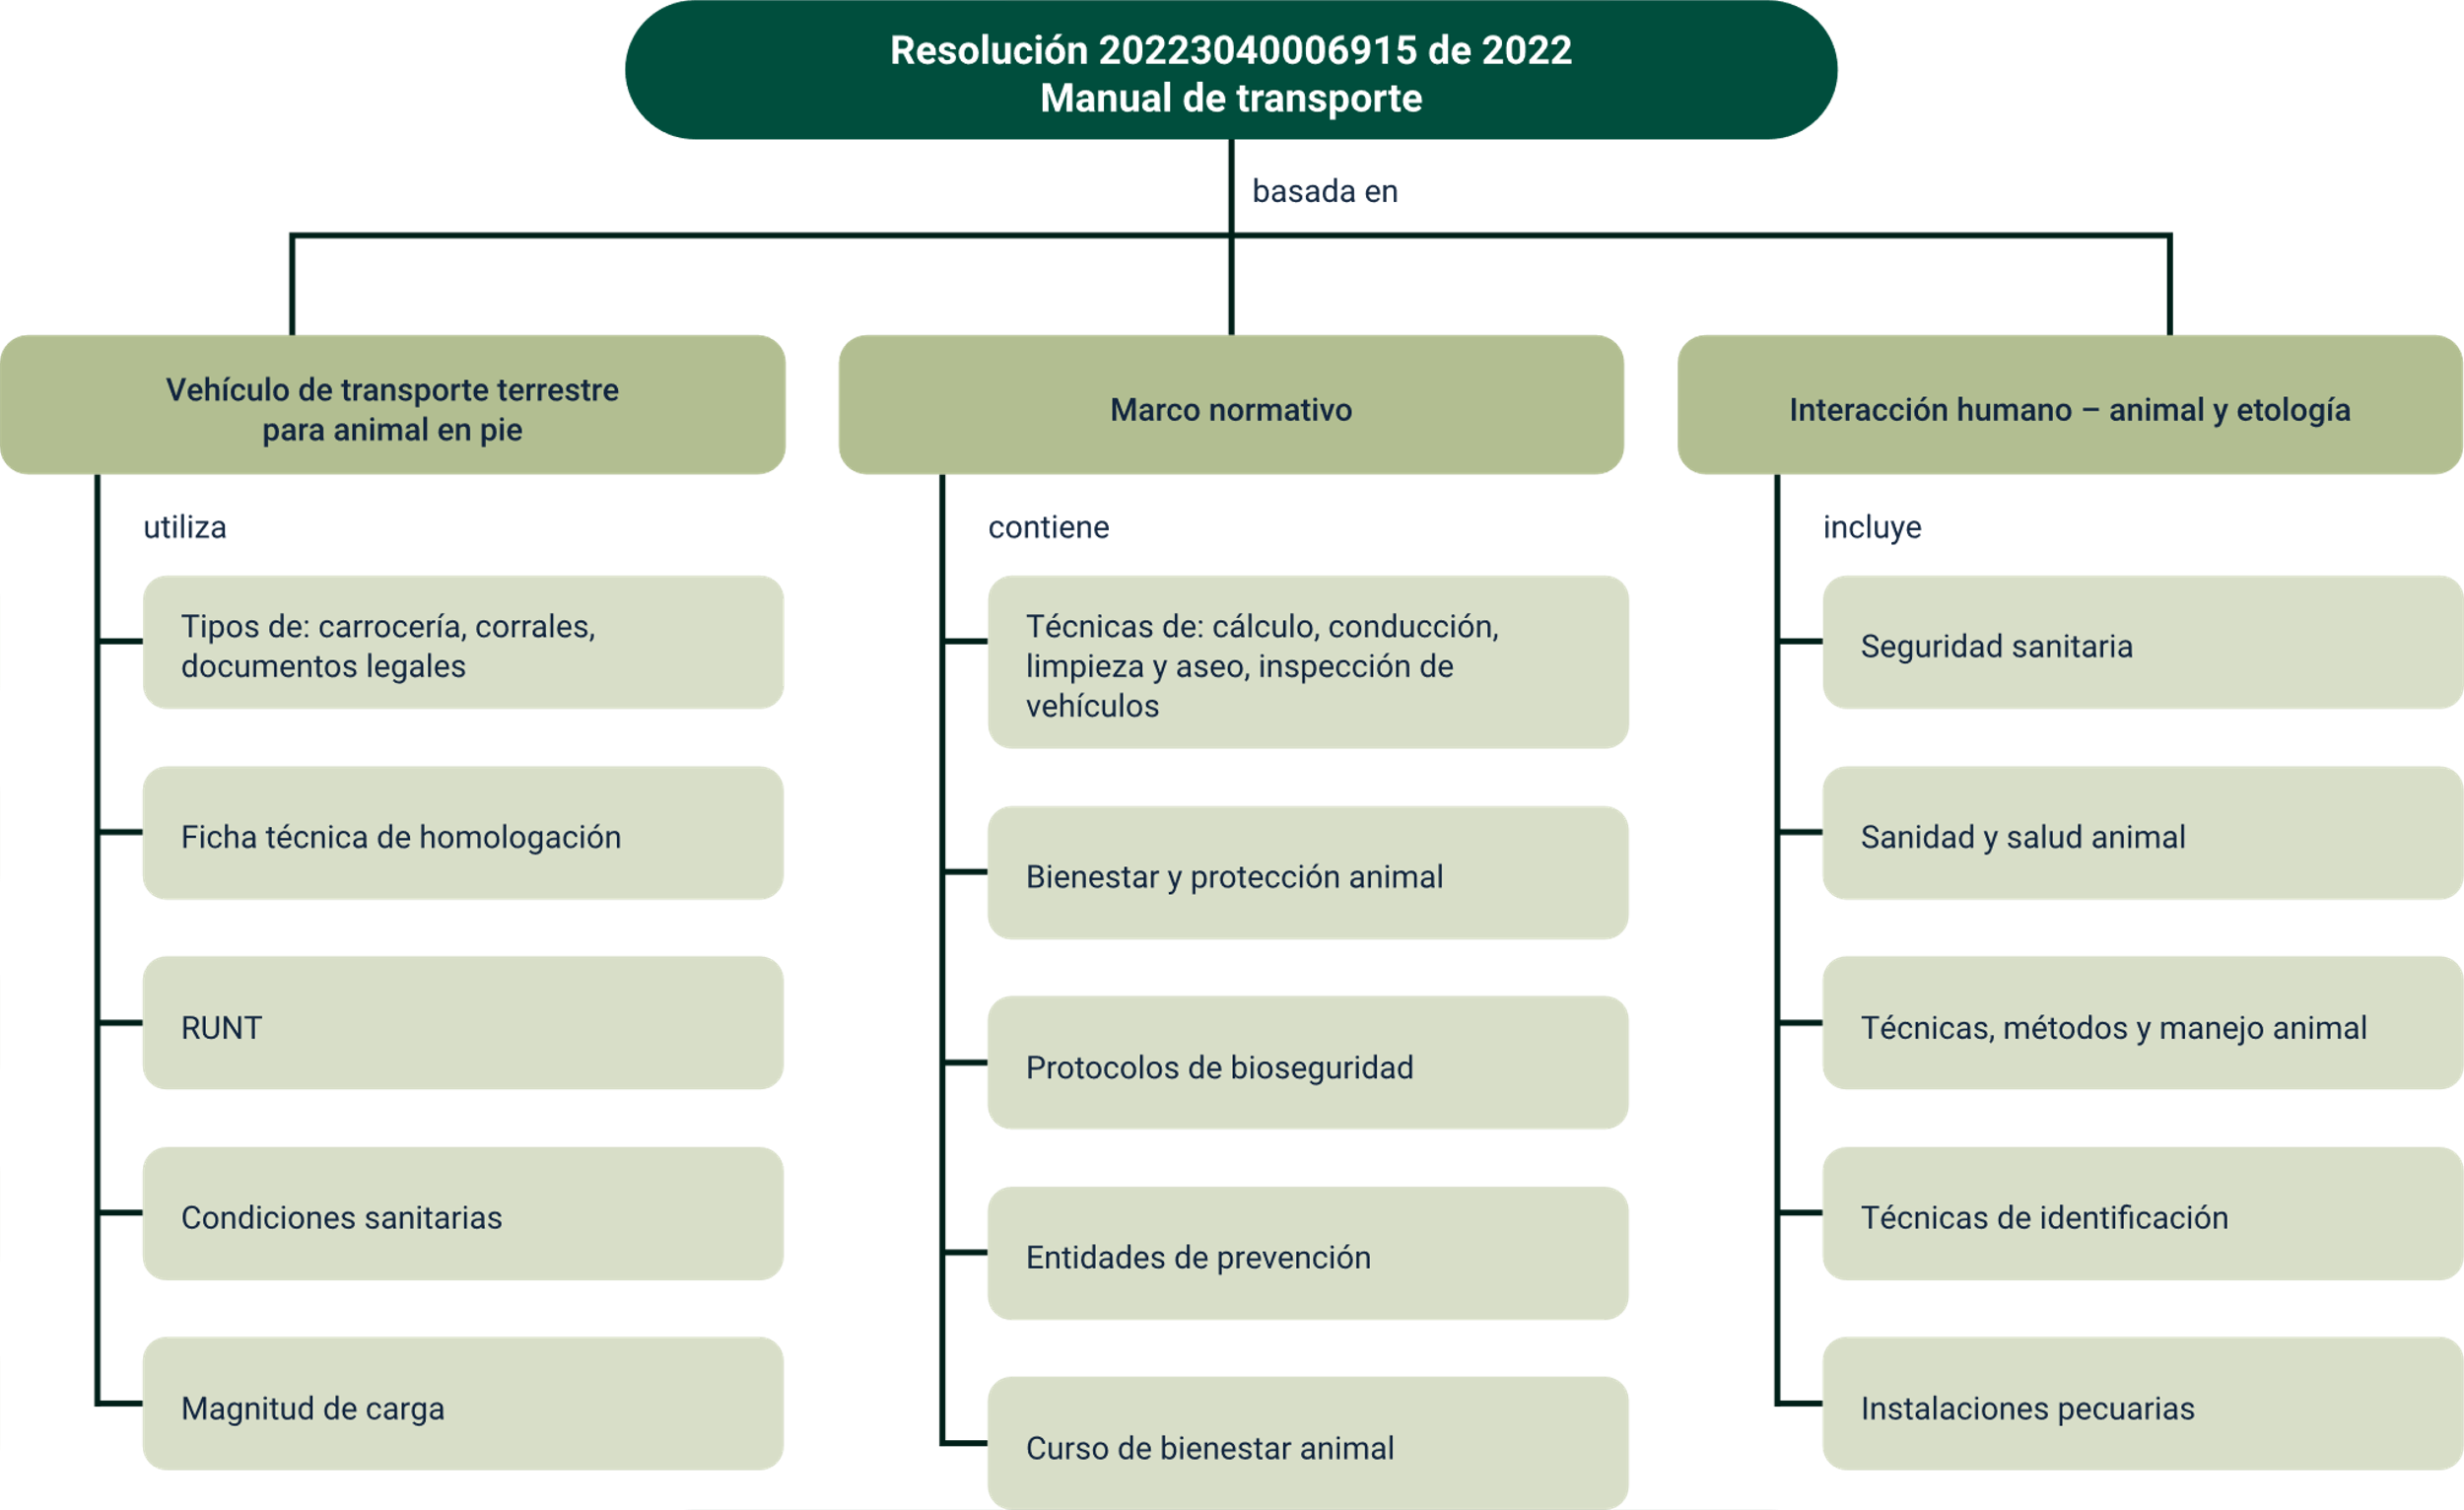 Resolución 20223040006915 de 2022
Manual de transporte
basada en
Vehículo de transporte terrestre
para animal en pie
utiliza
Tipos de: carrocería, corrales,
documentos legales
Ficha técnica de homologación
RUNT
Condiciones sanitarias
Magnitud de carga
Marco normativo
contiene
Técnicas de: cálculo, conducción,
limpieza y aseo, inspección de
vehículos
Bienestar y protección animal
Protocolos de bioseguridad
Entidades de prevención
Curso de bienestar animal
Interacción humano – animal y etología
incluye
Seguridad sanitaria
Sanidad y salud animal
Técnicas, métodos y manejo animal
Técnicas de identificación
Instalaciones pecuarias